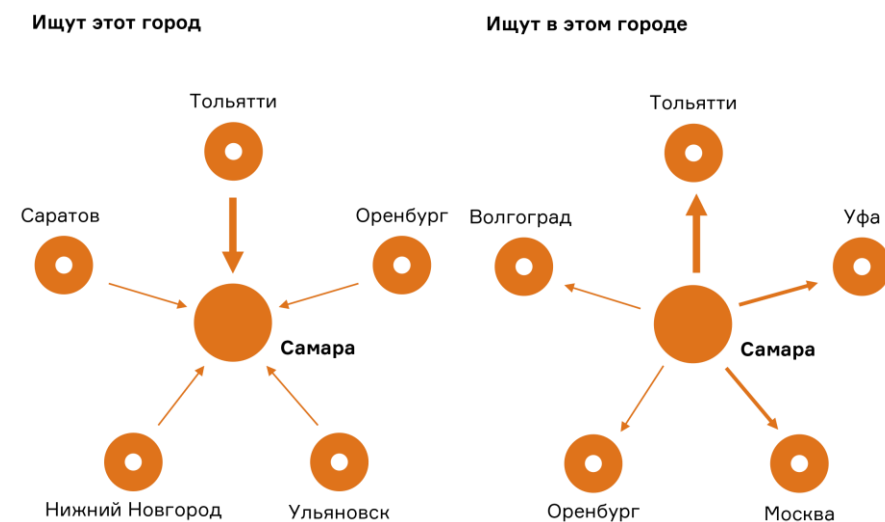 Ищут этот город
Тольятти
Саратов
Оренбург
Самара
Нижний Новгород
Ульяновск
Ищут в этом городе
Тольятти
Волгоград
Уфа
Самара
Оренбург
Москва